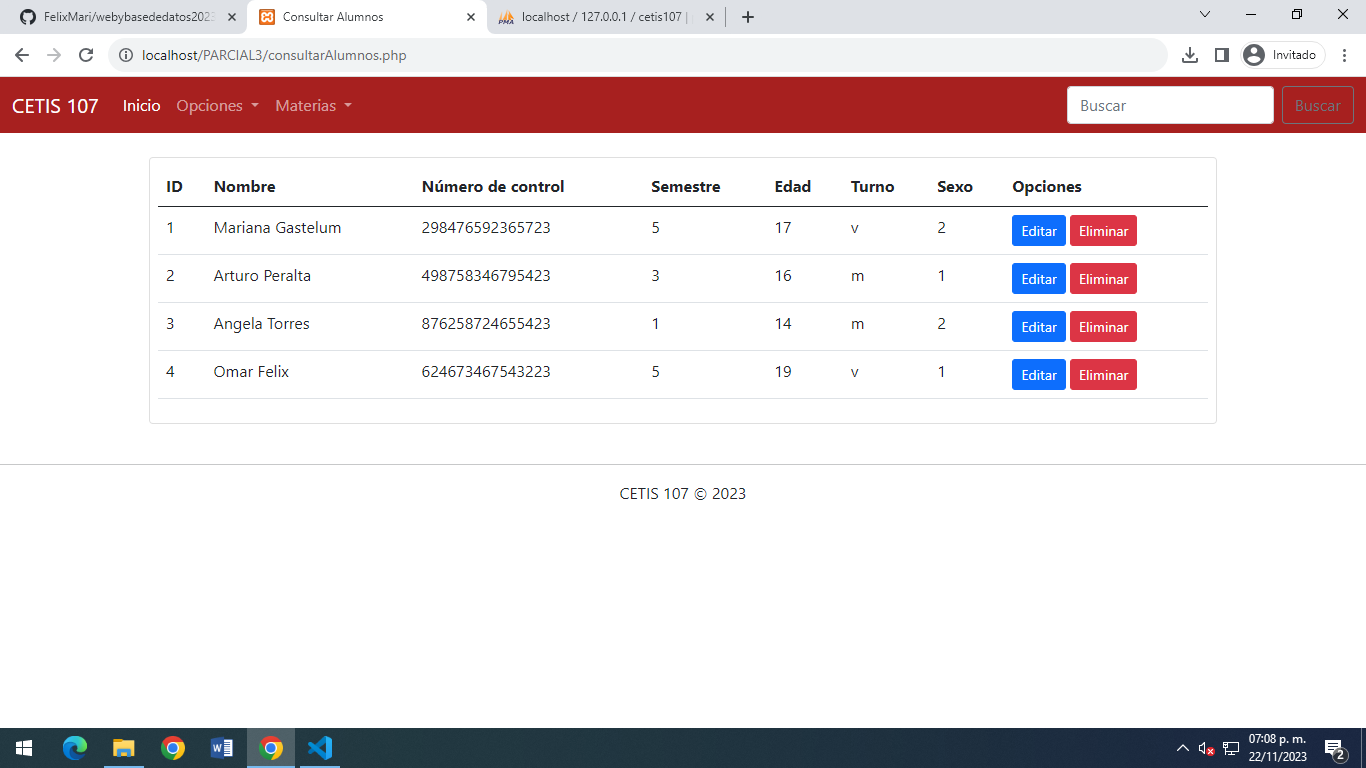 FelixMari/webybasededatos2023
Consultar Alumnos
localhost / 127.0.0.1 / cetis107 | p
localhost/PARCIAL3/consultarAlumnos.php
Invitado
CETIS 107 Inicio Opciones Materias Buscar Buscar
ID Nombre Número de control Semestre Edad Turno Sexo Opciones
1 Mariana Gastelum 298476592365723 5 17 v 2 Editar Eliminar
2 Arturo Peralta 498758346795423 3 16 m 1 Editar Eliminar
3 Angela Torres 876258724655423 1 14 m 2 Editar Eliminar
4 Omar Felix 624673467543223 5 19 v 1 Editar Eliminar
CETIS 107 © 2023
07:08 p. m.
22/11/2023
2